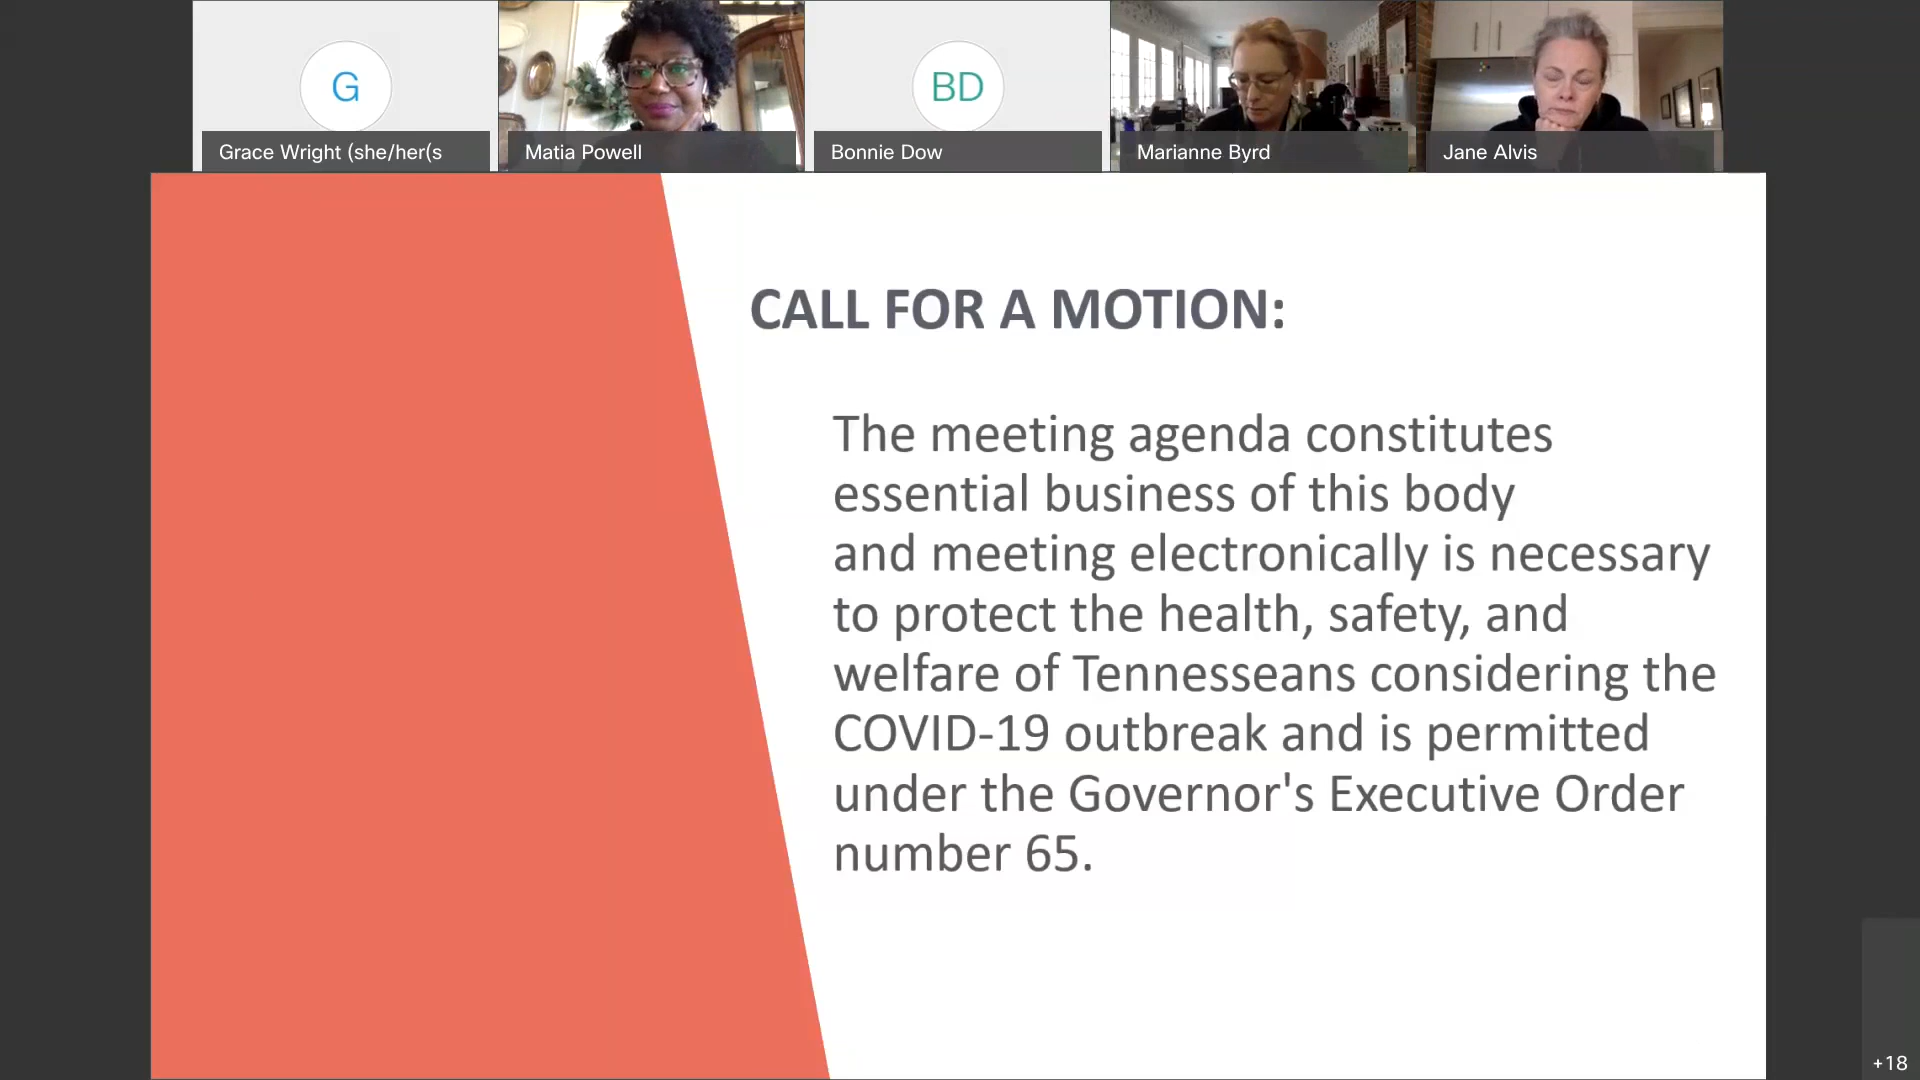 G
BD
Grace Wright (she/her(s
Matia Powell
Bonnie Dow
Marianne Byrd
Jane Alvis
CALL FOR A MOTION:
The meeting agenda constitutes
essential business of this body
and meeting electronically is necessary
to protect the health, safety, and
welfare of Tennesseans considering the
COVID-19 outbreak and is permitted
under the Governor's Executive Order
number 65.
+18